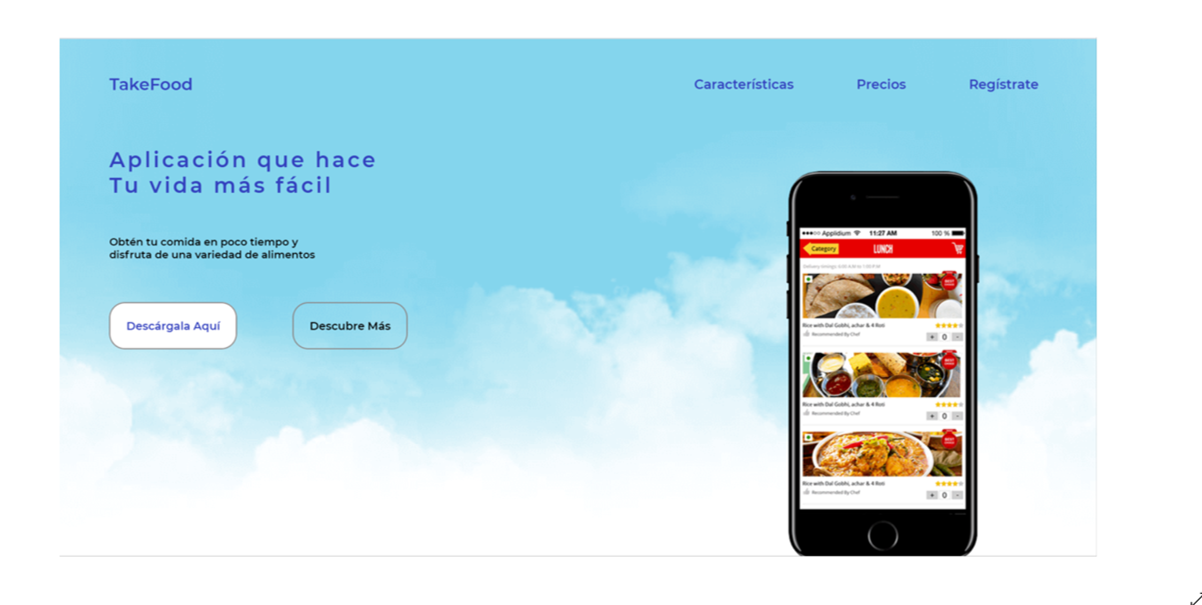 TakeFood
Características
Precios
Regístrate
Aplicación que hace
Tu vida más fácil
Obtén tu comida en poco tiempo y
disfruta de una variedad de alimentos
Descárgala Aquí
Descubre Más
Applidium 11:27 AM 100 %
Category
LUNCH
Rice with Dal Gobhi, achar & 4 Roti
Recommended By Chef
+ 0 -
Rice with Dal Gobhi, achar & 4 Roti
Recommended By Chef
+ 0 -
Rice with Dal Gobhi, achar & 4 Roti
Recommended By Chef
+ 0 -